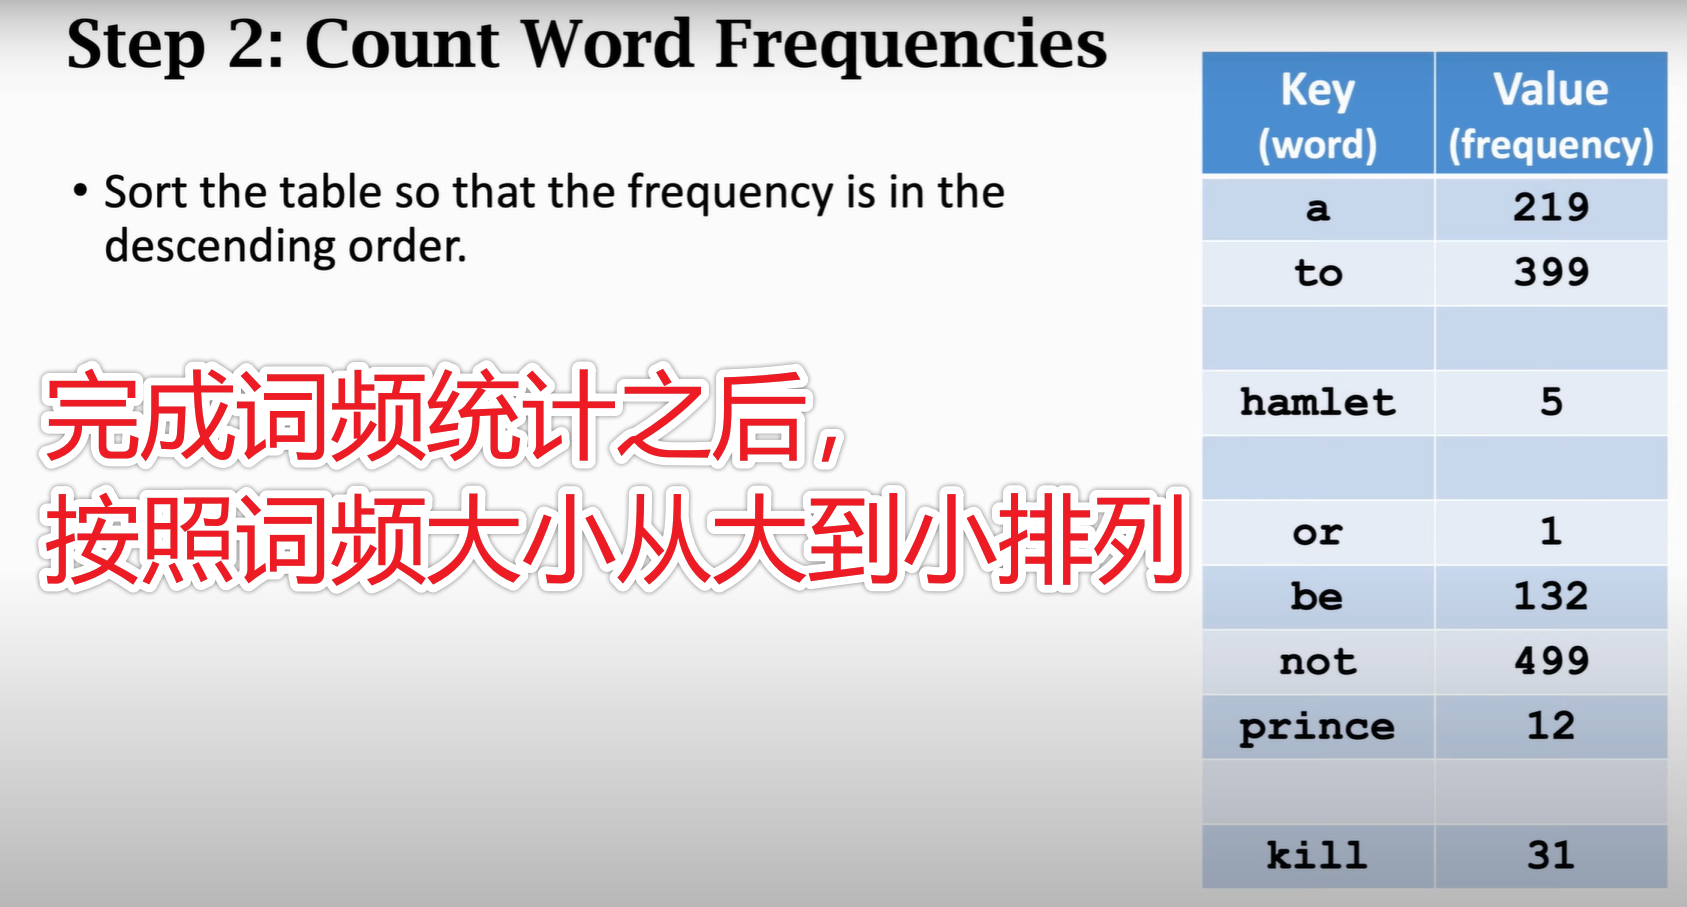 Step 2: Count Word Frequencies
• Sort the table so that the frequency is in the
descending order.
完成词频统计之后,
按照词频大小从大到小排列
Key Value
(word) (frequency)
a 219
to 399
hamlet 5
or 1
be 132
not 499
prince 12
kill 31